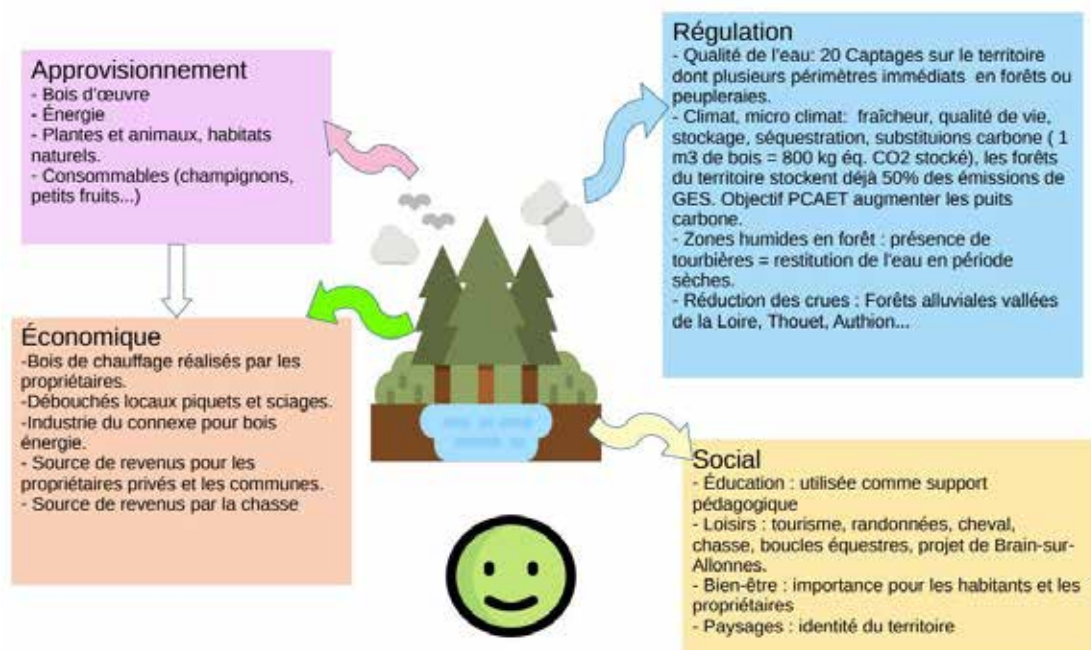 Approvisionnement
- Bois d'œuvre
- Énergie
- Plantes et animaux, habitats
naturels.
- Consommables (champignons,
petits fruits...)
Économique
-Bois de chauffage réalisés par les
propriétaires.
-Débouchés locaux piquets et sciages.
-Industrie du connexe pour bois
énergie.
- Source de revenus pour les
propriétaires privés et les communes.
- Source de revenus par la chasse
Régulation
- Qualité de l'eau: 20 Captages sur le territoire
dont plusieurs périmètres immédiats en forêts ou
peupleraies.
- Climat, micro climat: fraîcheur, qualité de vie,
stockage, séquestration, substituions carbone ( 1
m3 de bois = 800 kg éq. CO2 stocké), les forêts
du territoire stockent déjà 50% des émissions de
GES. Objectif PCAET augmenter les puits
carbone.
- Zones humides en forêt : présence de
tourbières = restitution de l'eau en période
sèches.
- Réduction des crues : Forêts alluviales vallées
de la Loire, Thouet, Authion...
Social
- Éducation : utilisée comme support
pédagogique
- Loisirs : tourisme, randonnées, cheval,
chasse, boucles équestres, projet de Brain-sur-
Allonnes.
- Bien-être : importance pour les habitants et les
propriétaires
- Paysages : identité du territoire